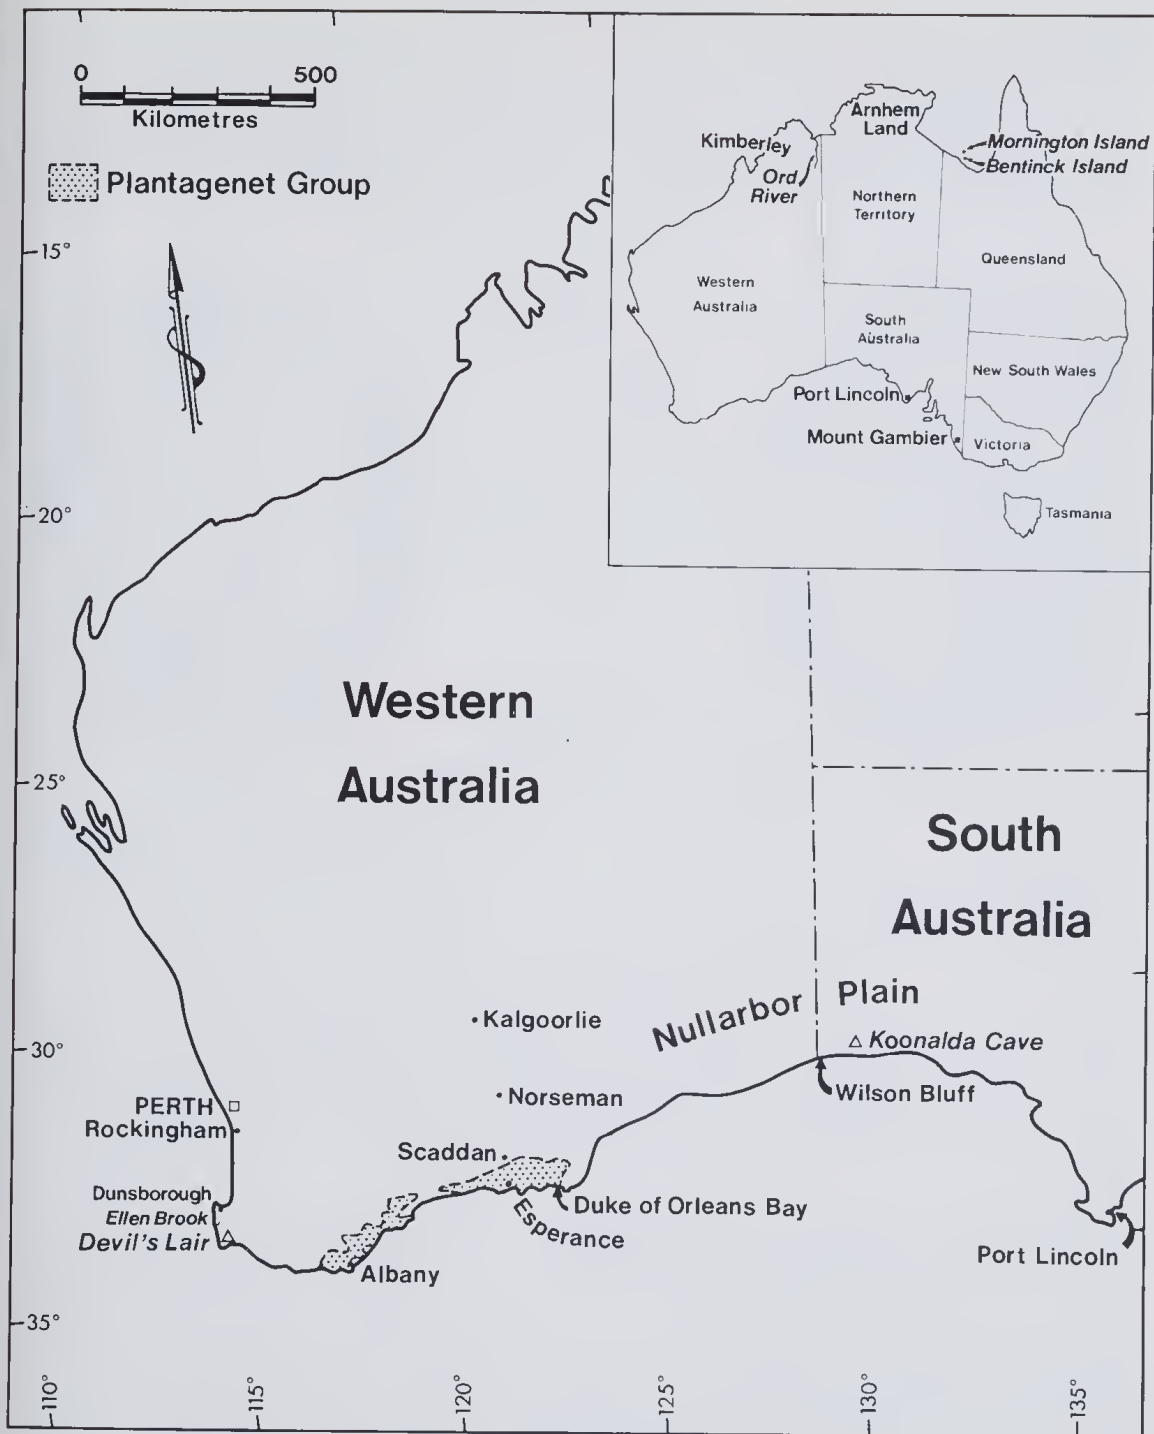 0 500
Kilometres
Plantagenet Group
15°
20°
25°
30°
35°
110°
115°
120°
125°
130°
135°
Arnhem
Land
Kimberley
Ord
River
Mornington Island
Bentinck Island
Northern
Territory
Queensland
Western
Australia
South
Australia
New South Wales
Port Lincoln
Mount Gambier
Victoria
Tasmania
Western
Australia
South
Australia
Nullarbor Plain
Kalgoorlie
Koonalda Cave
Norseman
Wilson Bluff
PERTH
Rockingham
Scaddan
Dunsborough
Ellen Brook
Devil's Lair
Esperance
Duke of Orleans Bay
Albany
Port Lincoln